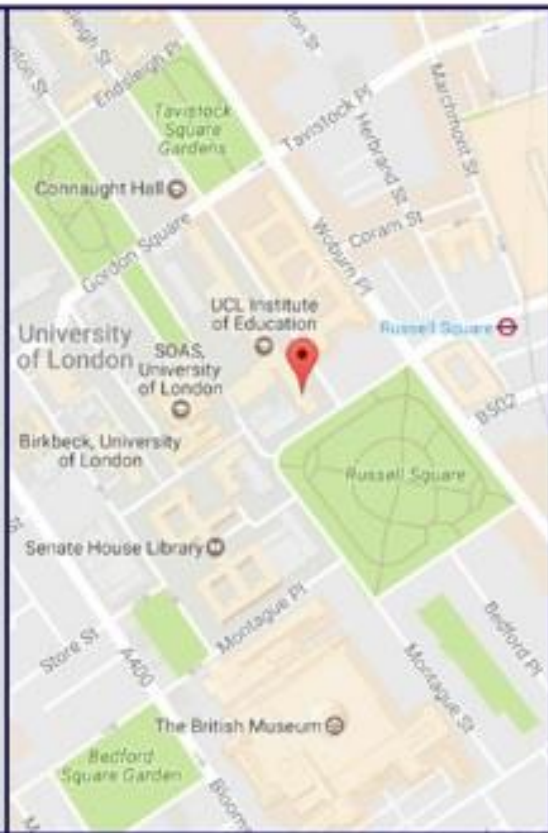 Endsleigh Pl
Tavistock
Square
Gardens
Tavistock Pl
Herbrand St
Marchmont St
Connaught Hall
Coram St
Gordon Square
Woburn Pl
UCL Institute
of Education
Russell Square
University
of London
SOAS,
University
of London
B502
Birkbeck, University
of London
Russell Square
Senate House Library
Montague Pl
Bedford Pl
Store St
A400
Montague St
The British Museum
Bedford
Square Garden